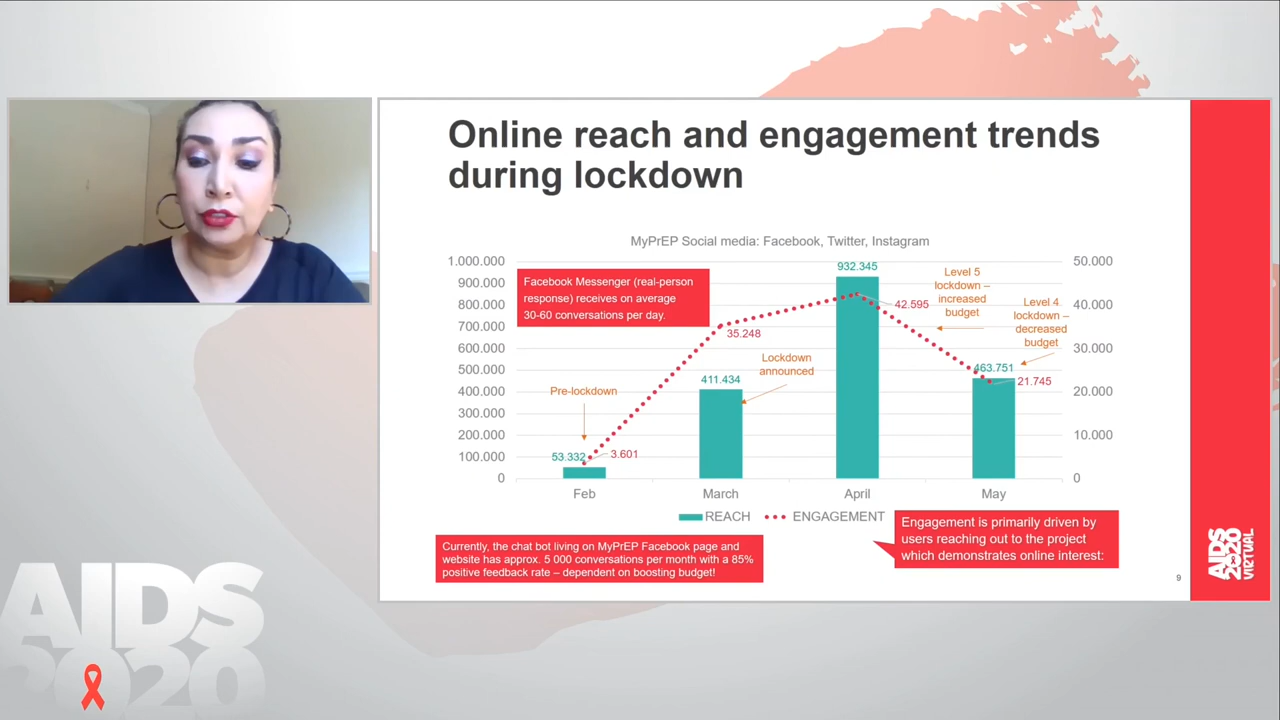 Online reach and engagement trends
during lockdown
MyPrEP Social media: Facebook, Twitter, Instagram
1.000.000
900.000
800.000
700.000
600.000
500.000
400.000
300.000
200.000
100.000
0
50.000
40.000
30.000
20.000
10.000
0
Facebook Messenger (real-person
response) receives on average
30-60 conversations per day.
Pre-lockdown
53.332
3.601
411.434
35.248
Lockdown
announced
932.345
42.595
Level 5
lockdown –
increased
budget
Level 4
lockdown –
decreased
budget
463.751
21.745
Feb
March
April
May
REACH
ENGAGEMENT
Currently, the chat bot living on MyPrEP Facebook page and
website has approx. 5 000 conversations per month with a 85%
positive feedback rate – dependent on boosting budget!
Engagement is primarily driven by
users reaching out to the project
which demonstrates online interest:
9
AIDS
2020
VIRTUAL
AIDS
2020